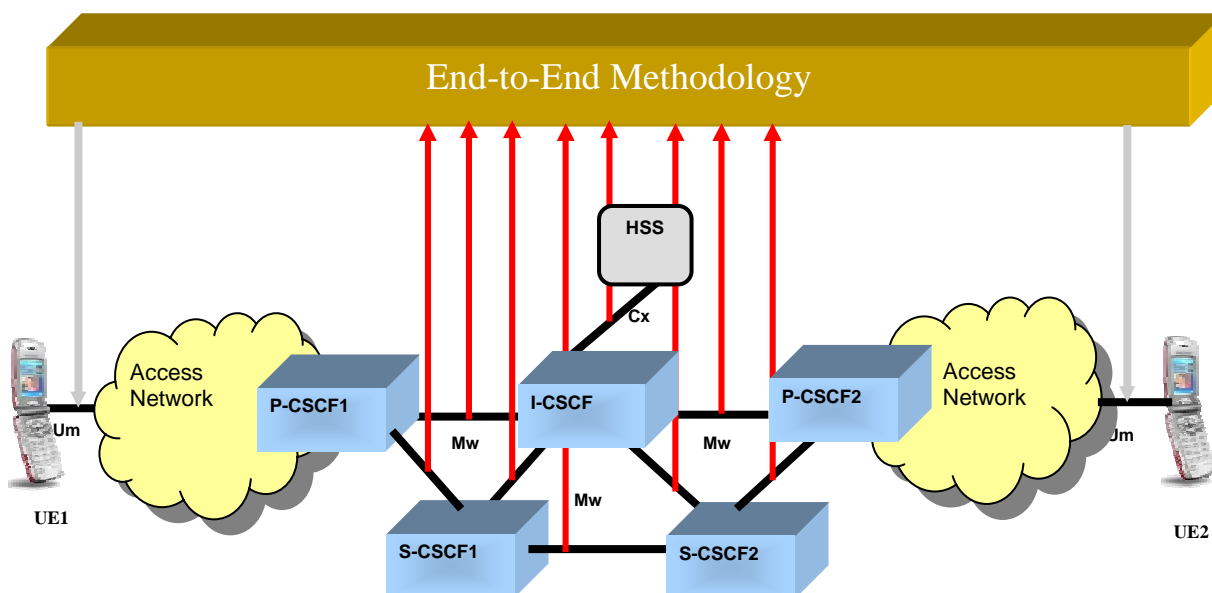 End-to-End Methodology
HSS
Cx
Access
Network
Access
Network
P-CSCF1
I-CSCF
P-CSCF2
Um
Mw
Mw
Um
UE1
Mw
UE2
S-CSCF1
S-CSCF2